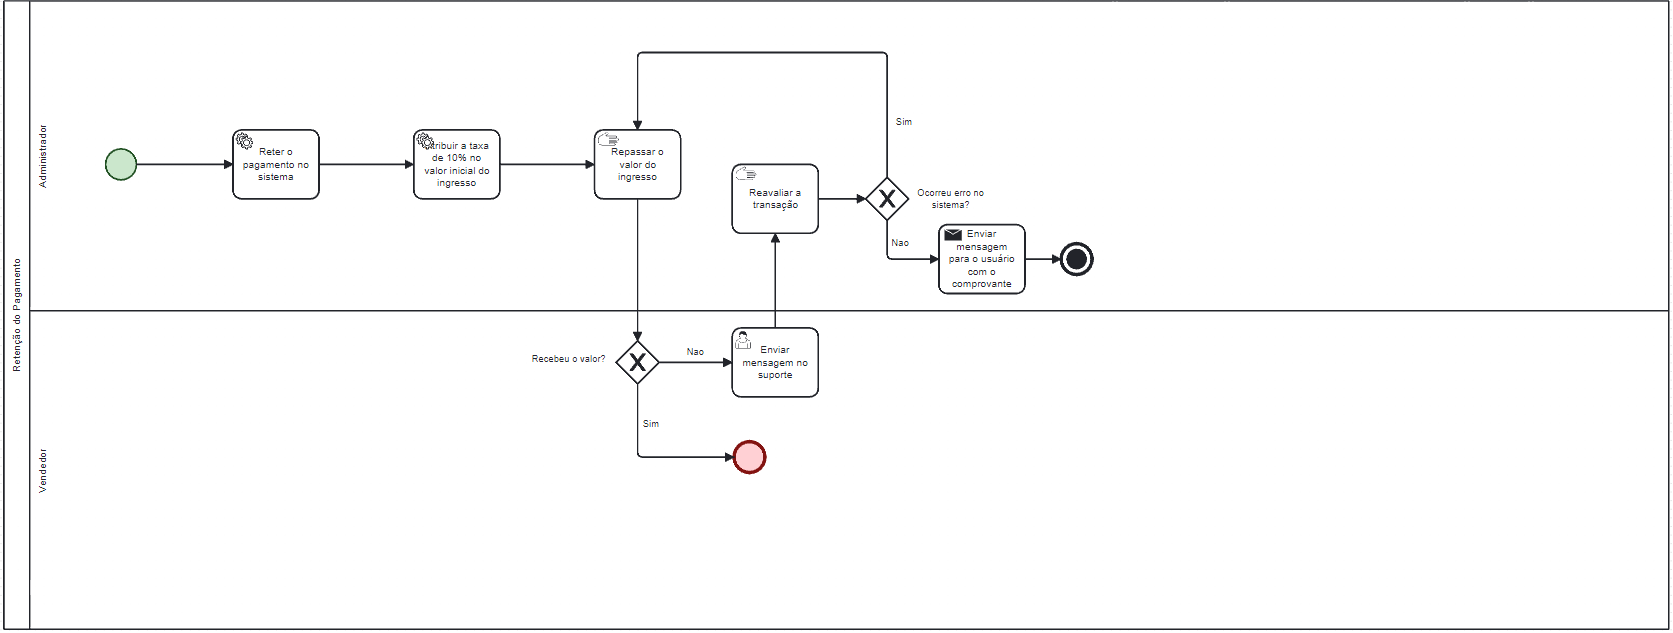 Retenção do Pagamento
Administrador
Reter o
pagamento no
sistema
tribuir a taxa
de 10% no
valor inicial do
ingresso
Repassar o
valor do
ingresso
Reavaliar a
transação
Sim
Ocorreu erro no
sistema?
Nao
Enviar
mensagem
para o usuário
com o
comprovante
Vendedor
Recebeu o valor?
Nao
Enviar
mensagem no
suporte
Sim